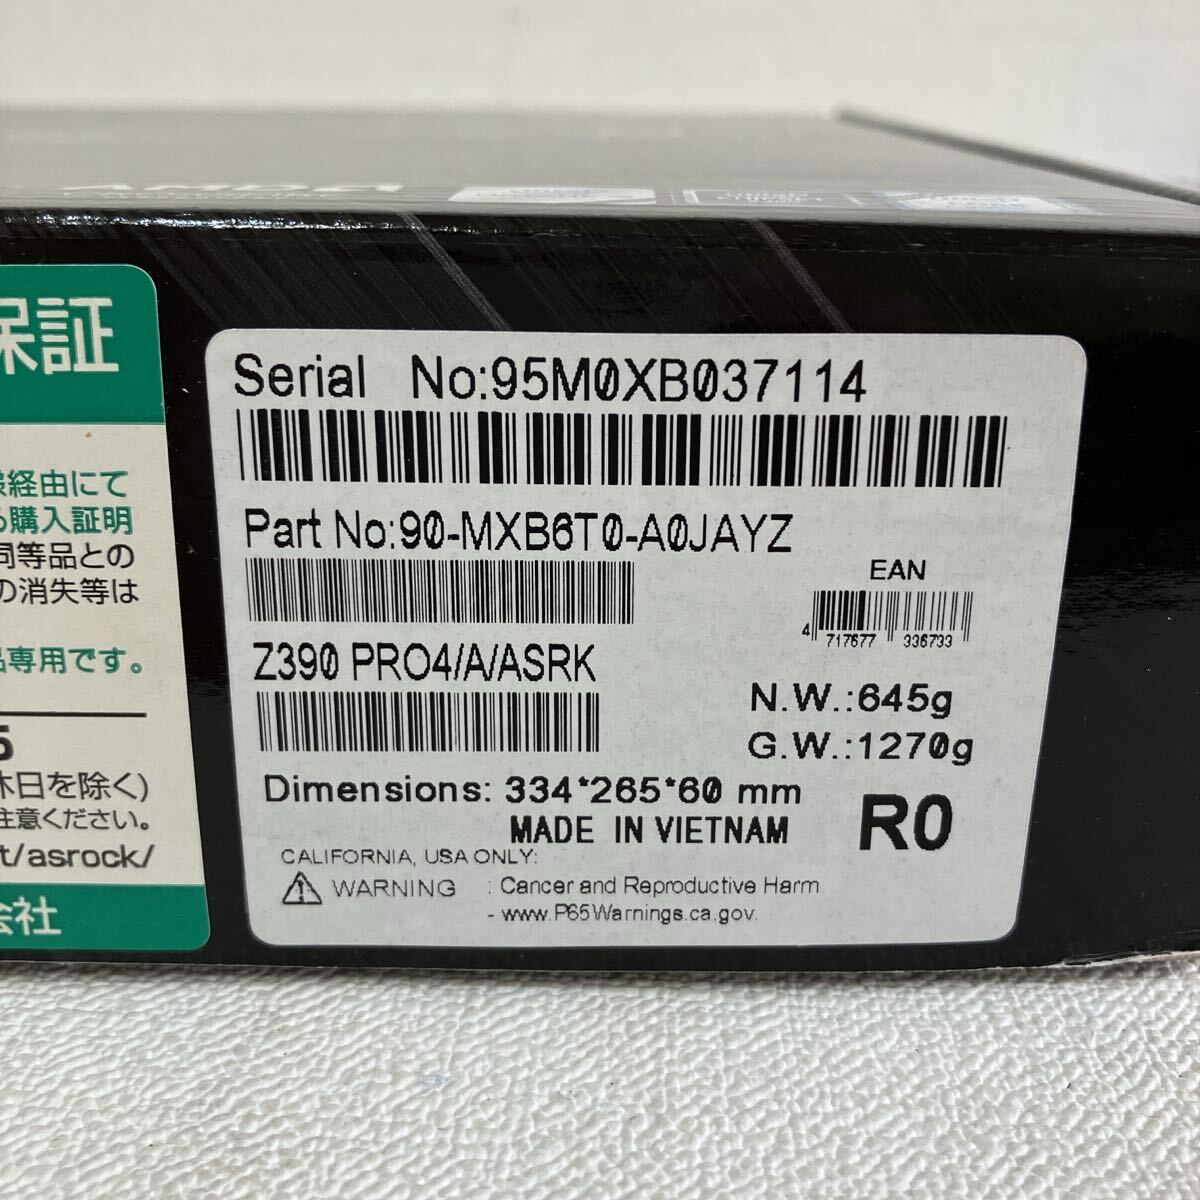 保証
経由にて
購入証明
同等品との
の消失等は
専用です。
5
休日を除く)
注意ください。
t/asrock/
会社
Serial No:95M0XB037114
Part No:90-MXB6T0-A0JAYZ
EAN
4 717677 336733
Z390 PRO4/A/ASRK
N.W.:645g
G.W.:1270g
Dimensions: 334*265*60 mm
MADE IN VIETNAM
R0
CALIFORNIA, USA ONLY:
WARNING : Cancer and Reproductive Harm
- www.P65Warnings.ca.gov.